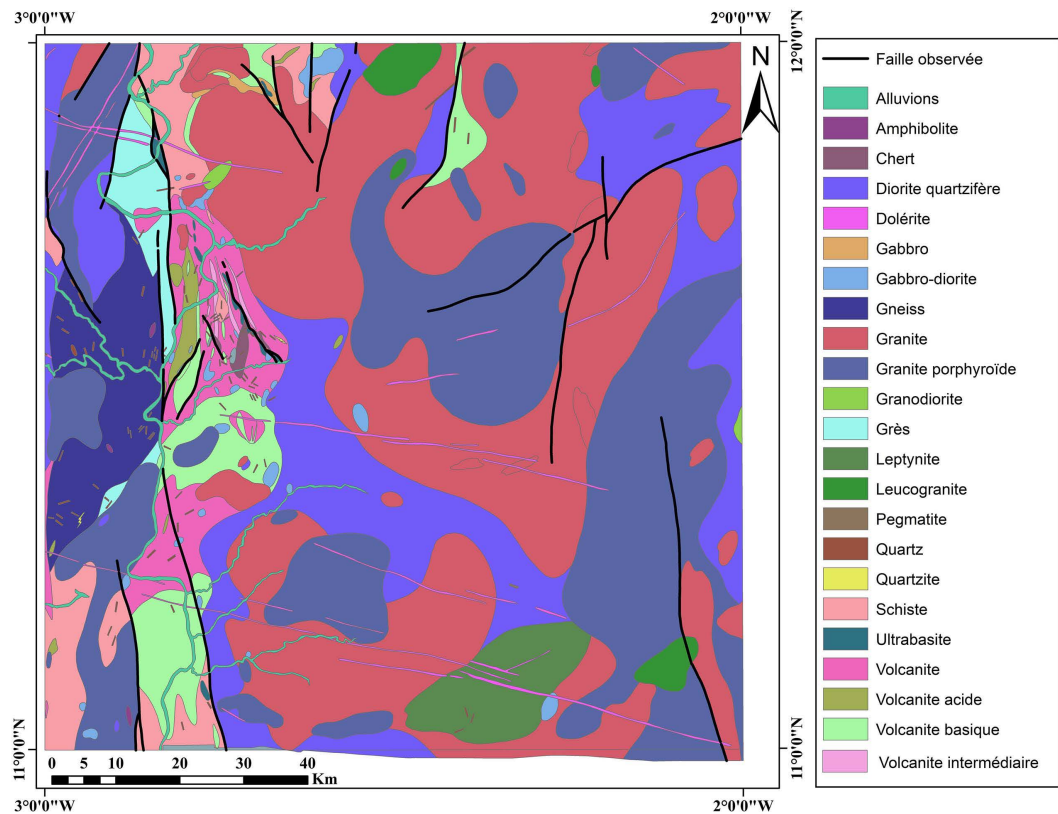 3°0'0"W
2°0'0"W
12°0'0"N
N
11°0'0"N
11°0'0"N
0 5 10 20 30 40
Km
3°0'0"W
2°0'0"W
Faille observée
Alluvions
Amphibolite
Chert
Diorite quartzifère
Dolérite
Gabbro
Gabbro-diorite
Gneiss
Granite
Granite porphyroïde
Granodiorite
Grès
Leptynite
Leucogranite
Pegmatite
Quartz
Quartzite
Schiste
Ultrabasite
Volcanite
Volcanite acide
Volcanite basique
Volcanite intermédiaire